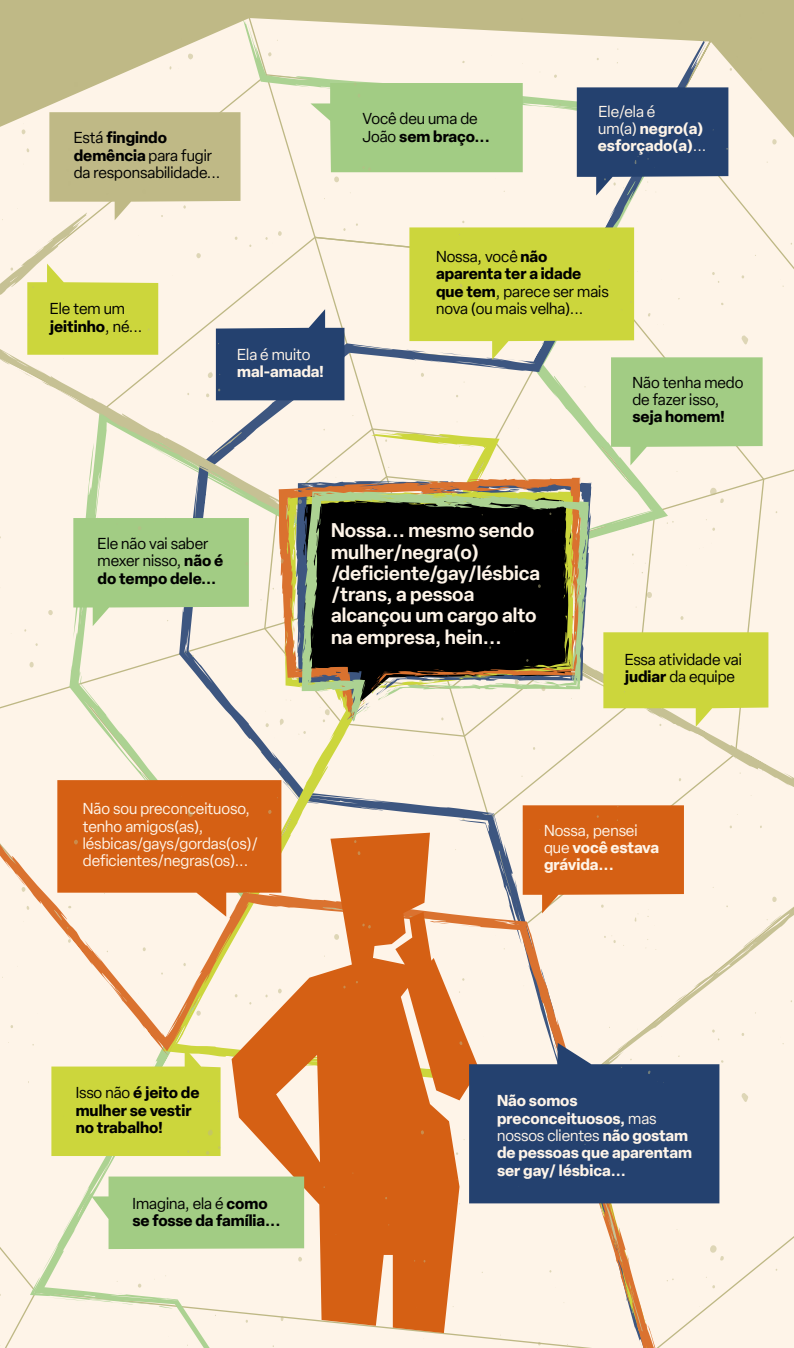 Você deu uma de
João sem braço...
Ele/ela é
um(a) negro(a)
esforçado(a)...
Está fingindo
demência para fugir
da responsabilidade...
Nossa, você não
aparenta ter a idade
que tem, parece ser mais
nova (ou mais velha)...
Ele tem um
jeitinho, né...
Ela é muito
mal-amada!
Não tenha medo
de fazer isso,
seja homem!
Nossa... mesmo sendo
mulher/negra(o)
/deficiente/gay/lésbica
/trans, a pessoa
alcançou um cargo alto
na empresa, hein...
Ele não vai saber
mexer nisso, não é
do tempo dele...
Essa atividade vai
judiar da equipe
Não sou preconceituoso,
tenho amigos(as),
lésbicas/gays/gordas(os)/
deficientes/negras(os)...
Nossa, pensei
que você estava
grávida...
Isso não é jeito de
mulher se vestir
no trabalho!
Não somos
preconceituosos, mas
nossos clientes não gostam
de pessoas que aparentam
ser gay/ lésbica...
Imagina, ela é como
se fosse da família...